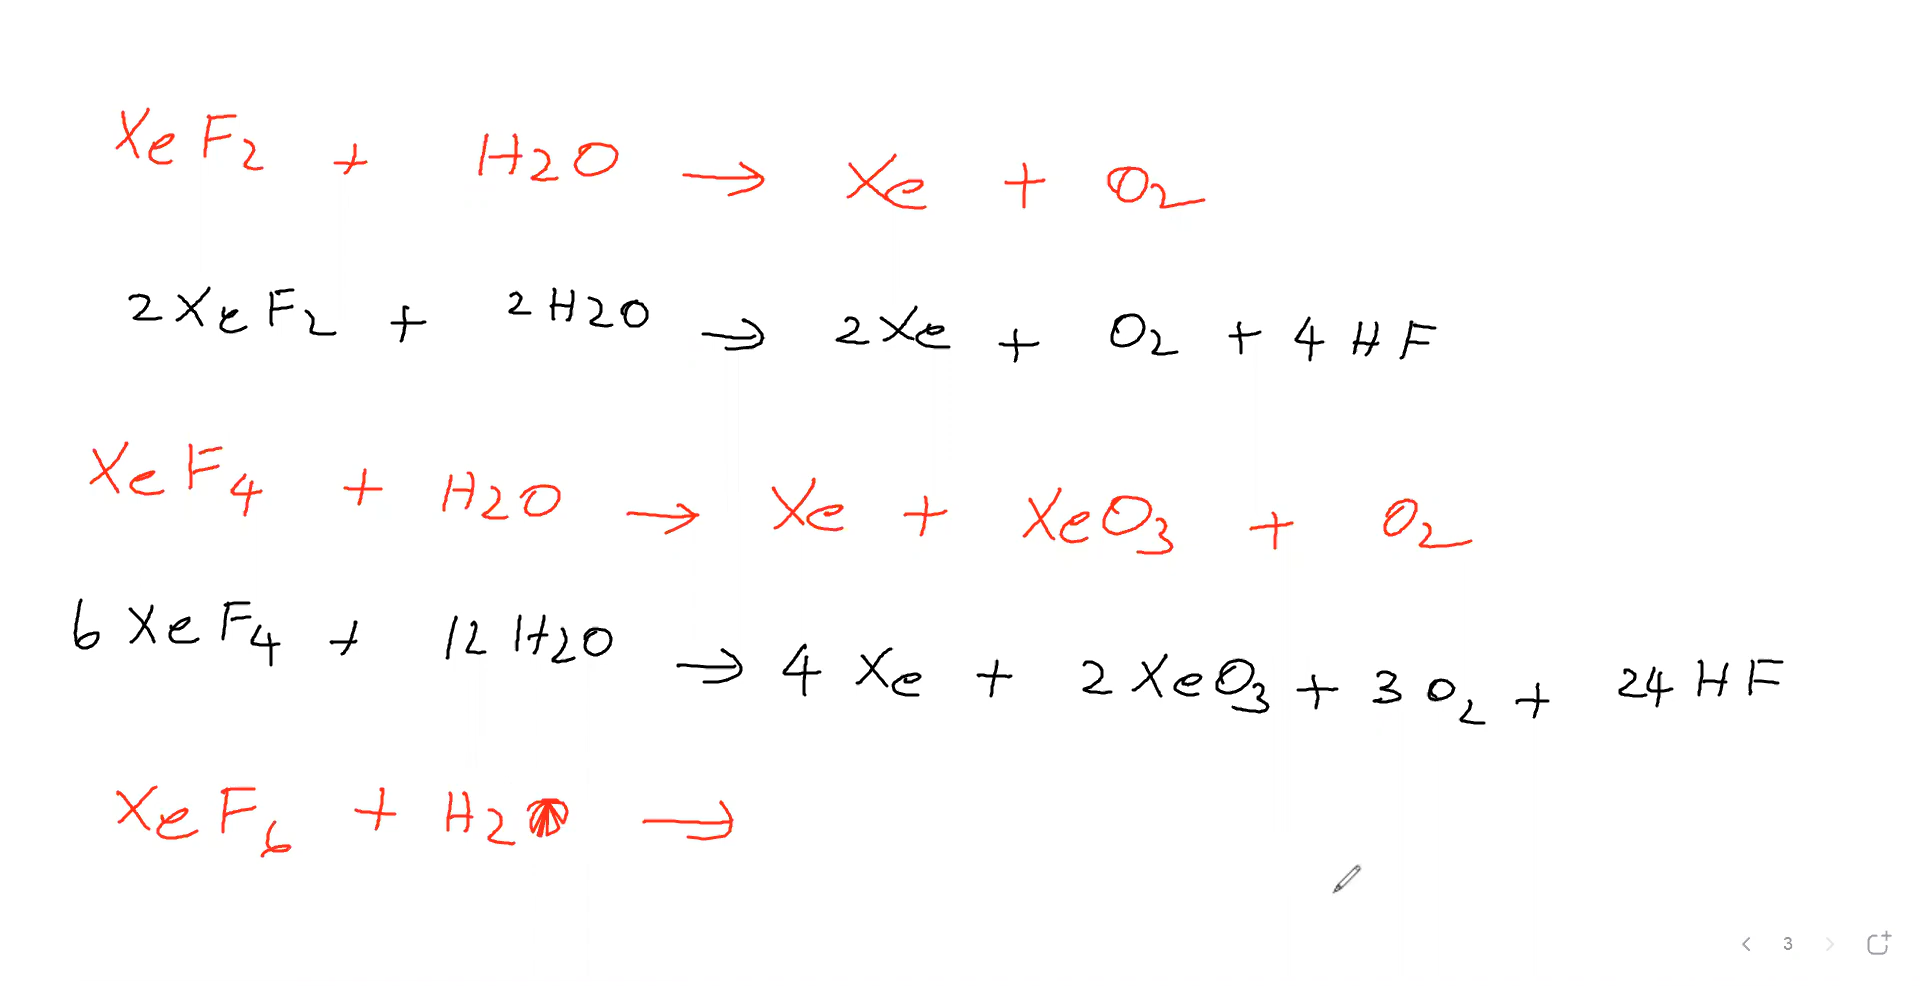 XeF2 + H2O → Xe + O2
2XeF2 + 2H2O → 2Xe + O2 + 4HF
XeF4 + H2O → Xe + XeO3 + O2
6XeF4 + 12H2O → 4Xe + 2XeO3 + 3O2 + 24HF
XeF6 + H2O →
< 3 >